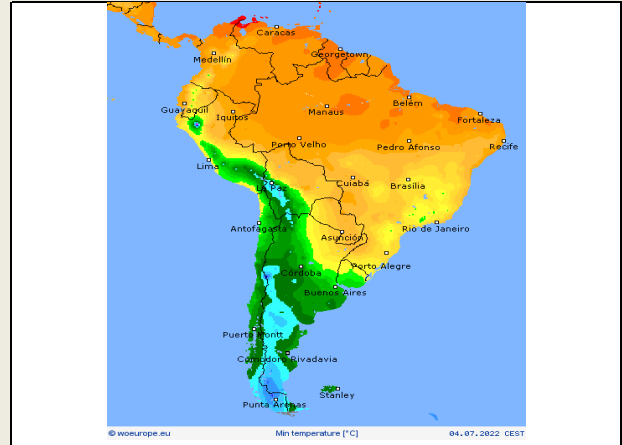 Caracas
Medellín
Georgetown
Guayaquil
Iquitos
Manaus
Belém
Fortaleza
Porto Velho
Pedro Afonso
Recife
Lima
La Paz
Cuiabá
Brasília
Antofagasta
Asunción
Rio de Janeiro
Córdoba
Porto Alegre
Buenos Aires
Puerto Montt
Comodoro Rivadavia
Stanley
Punta Arenas
© woeurope.eu Min temperature [°C] 04.07.2022 CEST